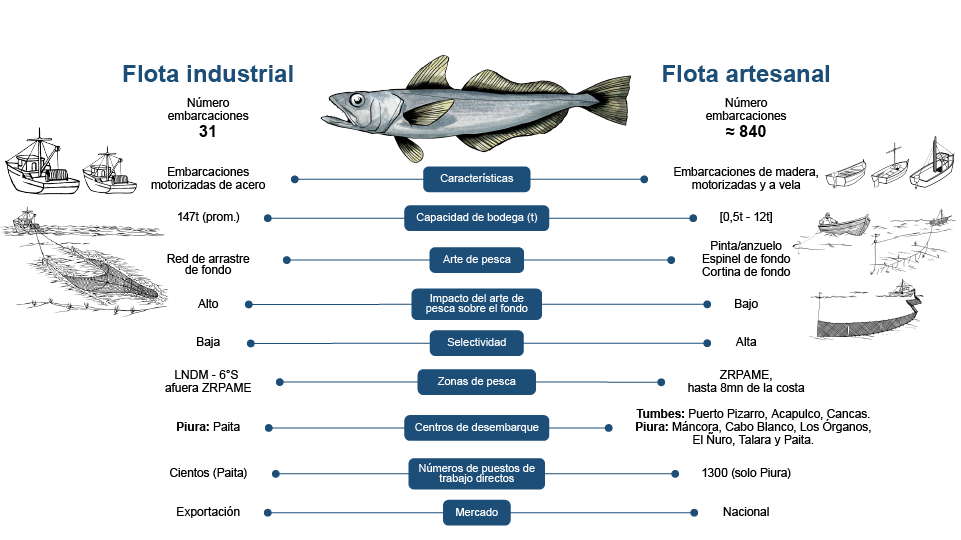 Flota industrial
Flota artesanal
Número
embarcaciones
31
Número
embarcaciones
≈ 840
Embarcaciones
motorizadas de acero
Características
Embarcaciones de madera,
motorizadas y a vela
147t (prom.)
Capacidad de bodega (t)
[0,5t - 12t]
Red de arrastre
de fondo
Arte de pesca
Pinta/anzuelo
Espinel de fondo
Cortina de fondo
Alto
Impacto del arte de
pesca sobre el fondo
Bajo
Baja
Selectividad
Alta
LNDM - 6°S
afuera ZRPAME
Zonas de pesca
ZRPAME,
hasta 8mn de la costa
Piura: Paita
Centros de desembarque
Tumbes: Puerto Pizarro, Acapulco, Cancas.
Piura: Máncora, Cabo Blanco, Los Órganos,
El Ñuro, Talara y Paita.
Cientos (Paita)
Números de puestos de
trabajo directos
1300 (solo Piura)
Exportación
Mercado
Nacional